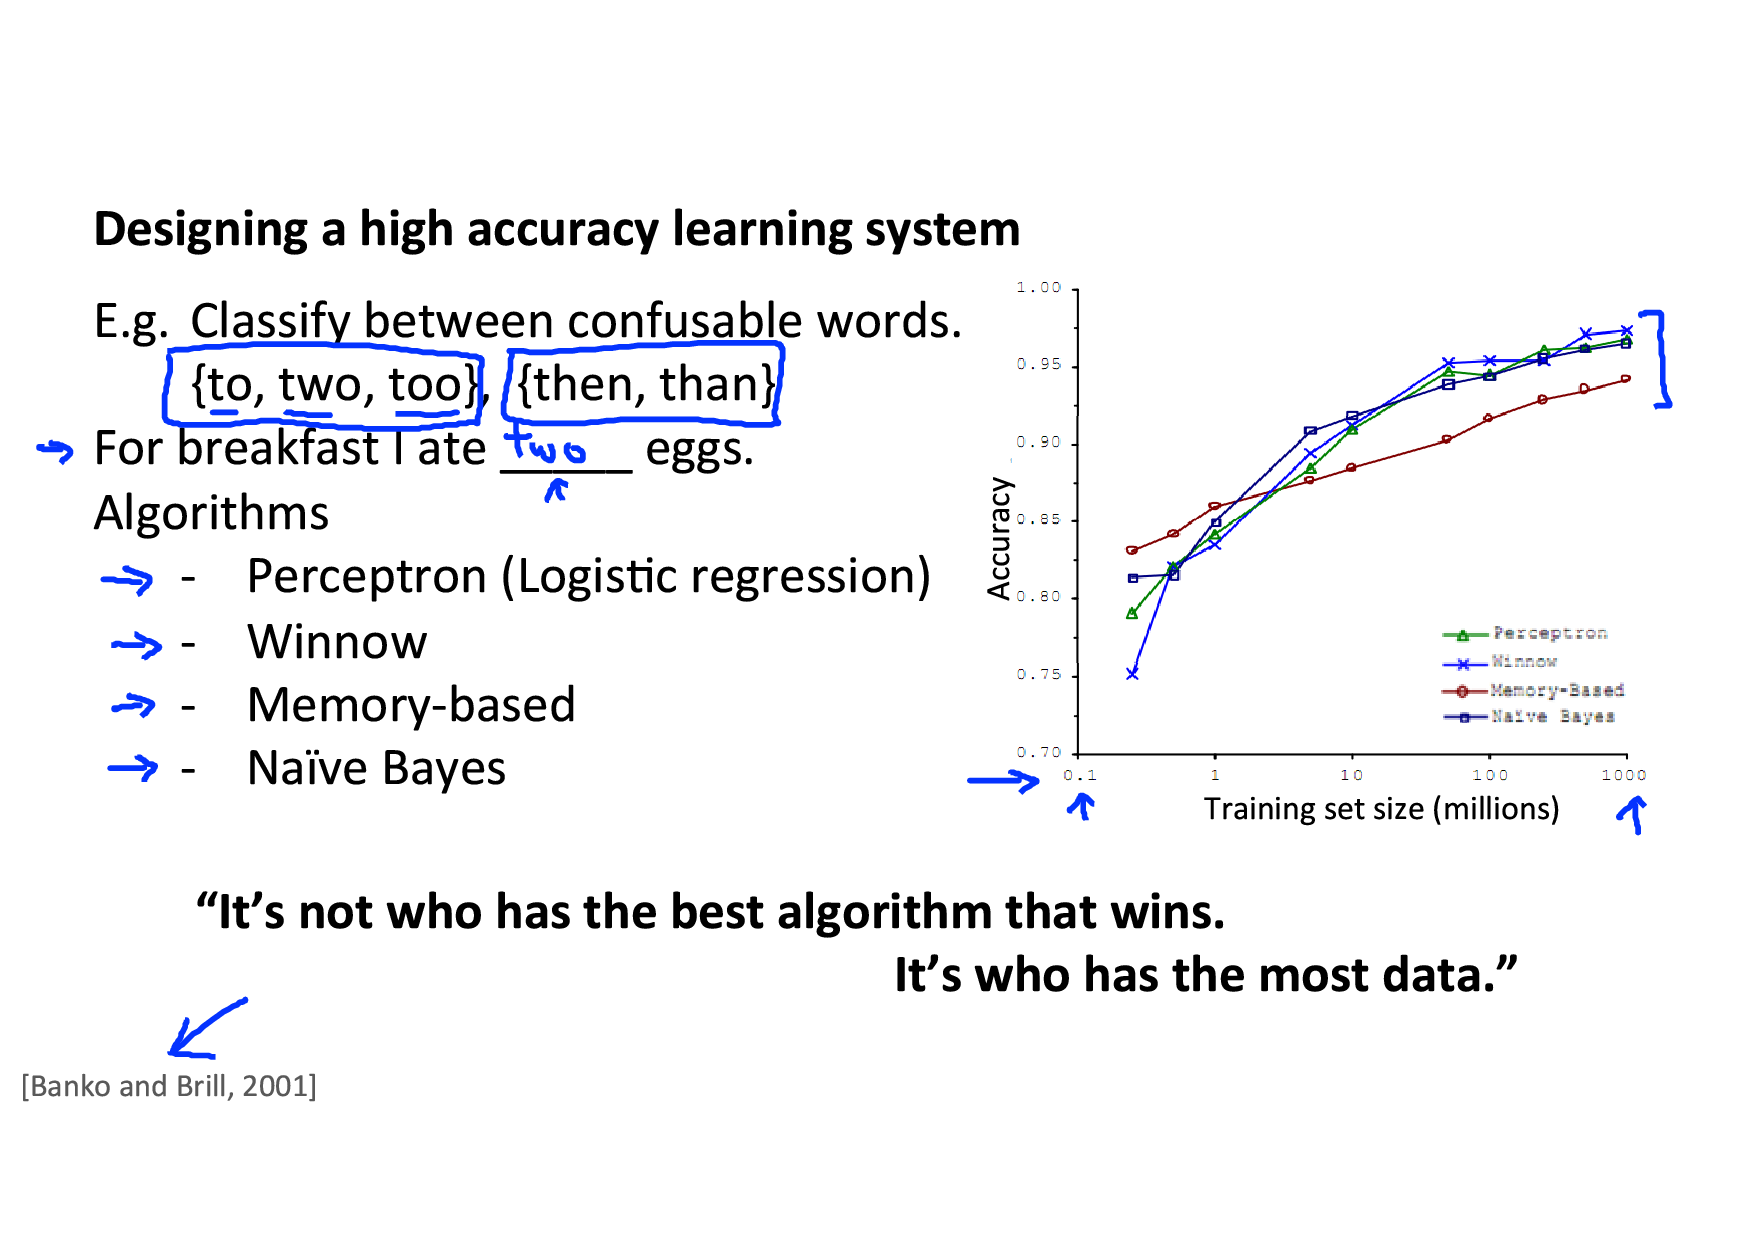 Designing a high accuracy learning system
E.g. Classify between confusable words.
{to, two, too}, {then, than}
For breakfast I ate two eggs.
Algorithms
- Perceptron (Logistic regression)
- Winnow
- Memory-based
- Naïve Bayes
1.00
0.95
0.90
0.85
0.80
0.75
0.70
Accuracy
0.1 1 10 100 1000
Training set size (millions)
Perceptron
Winnow
Memory-Based
Naïve Bayes
“It’s not who has the best algorithm that wins.
It’s who has the most data.”
[Banko and Brill, 2001]